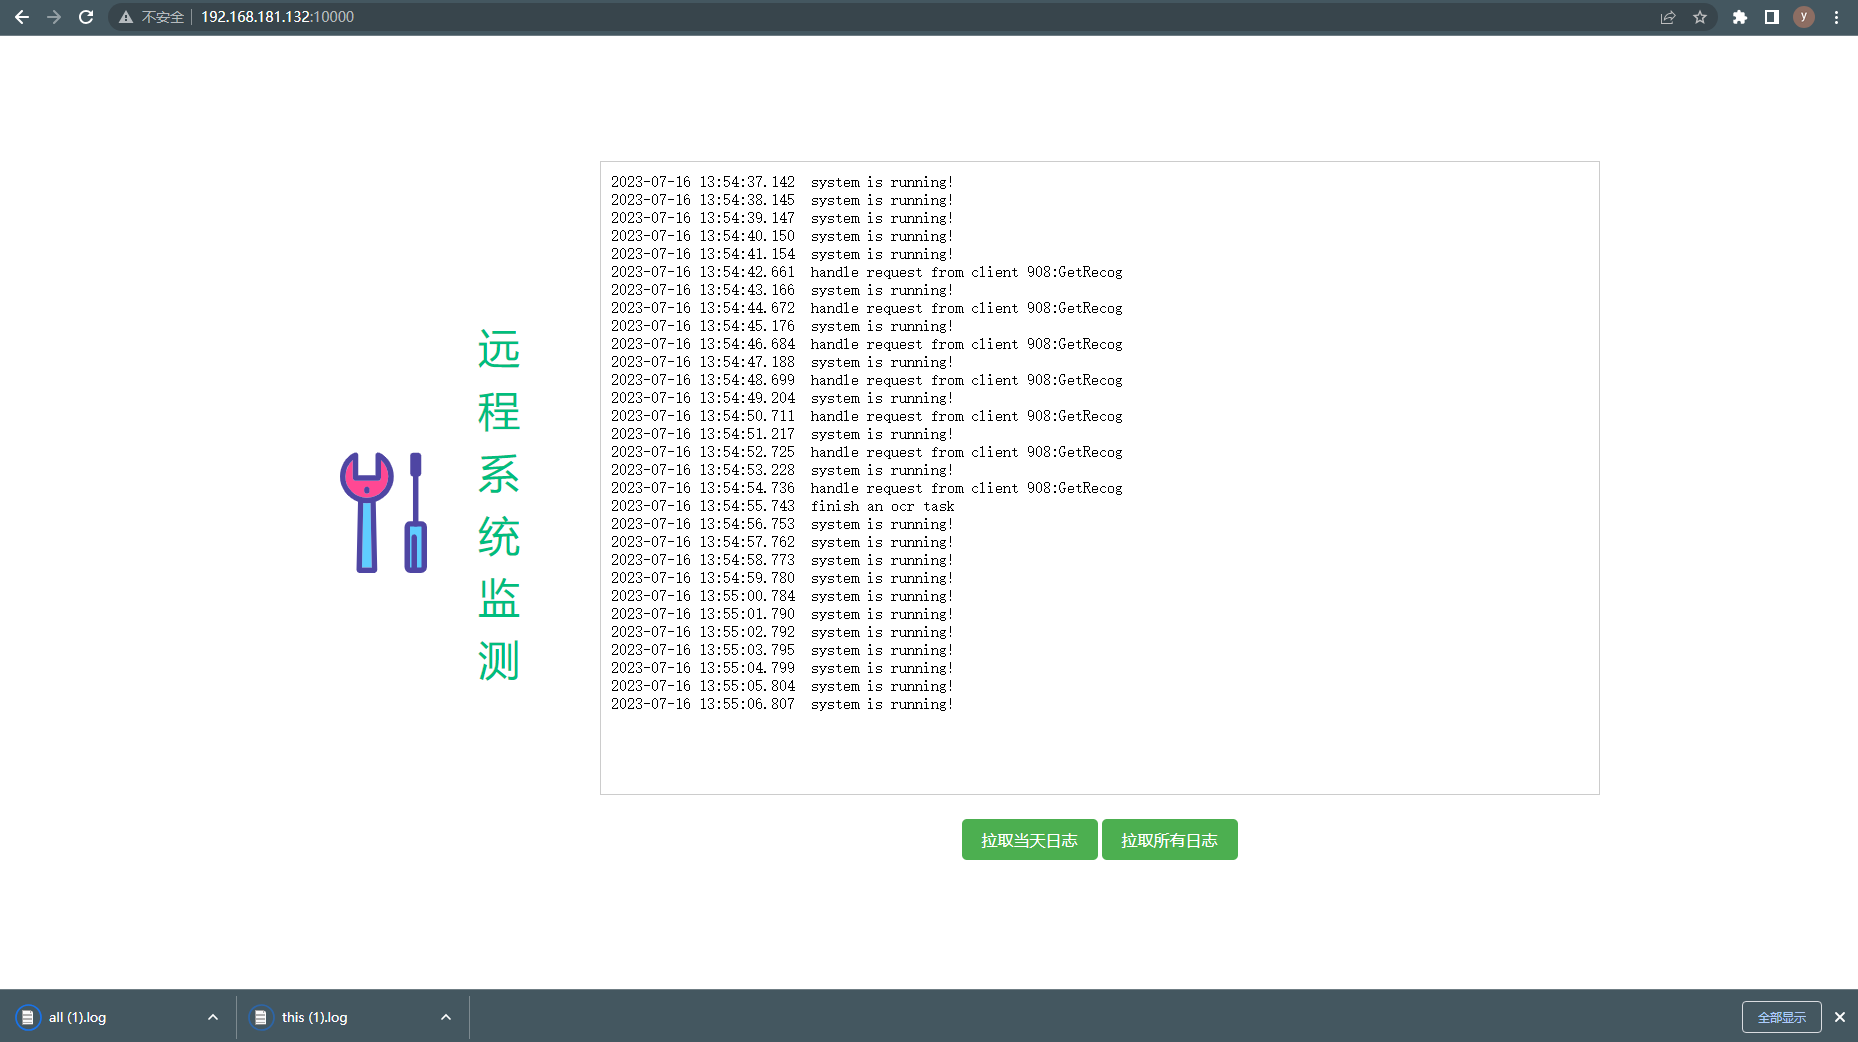 不安全 192.168.181.132:10000
y
远程系统监测
2023-07-16 13:54:37.142  system is running!
2023-07-16 13:54:38.145  system is running!
2023-07-16 13:54:39.147  system is running!
2023-07-16 13:54:40.150  system is running!
2023-07-16 13:54:41.154  system is running!
2023-07-16 13:54:42.661  handle request from client 908:GetRecog
2023-07-16 13:54:43.166  system is running!
2023-07-16 13:54:44.672  handle request from client 908:GetRecog
2023-07-16 13:54:45.176  system is running!
2023-07-16 13:54:46.684  handle request from client 908:GetRecog
2023-07-16 13:54:47.188  system is running!
2023-07-16 13:54:48.699  handle request from client 908:GetRecog
2023-07-16 13:54:49.204  system is running!
2023-07-16 13:54:50.711  handle request from client 908:GetRecog
2023-07-16 13:54:51.217  system is running!
2023-07-16 13:54:52.725  handle request from client 908:GetRecog
2023-07-16 13:54:53.228  system is running!
2023-07-16 13:54:54.736  handle request from client 908:GetRecog
2023-07-16 13:54:55.743  finish an ocr task
2023-07-16 13:54:56.753  system is running!
2023-07-16 13:54:57.762  system is running!
2023-07-16 13:54:58.773  system is running!
2023-07-16 13:54:59.780  system is running!
2023-07-16 13:55:00.784  system is running!
2023-07-16 13:55:01.790  system is running!
2023-07-16 13:55:02.792  system is running!
2023-07-16 13:55:03.795  system is running!
2023-07-16 13:55:04.799  system is running!
2023-07-16 13:55:05.804  system is running!
2023-07-16 13:55:06.807  system is running!
拉取当天日志 拉取所有日志
all (1).log this (1).log 全部显示